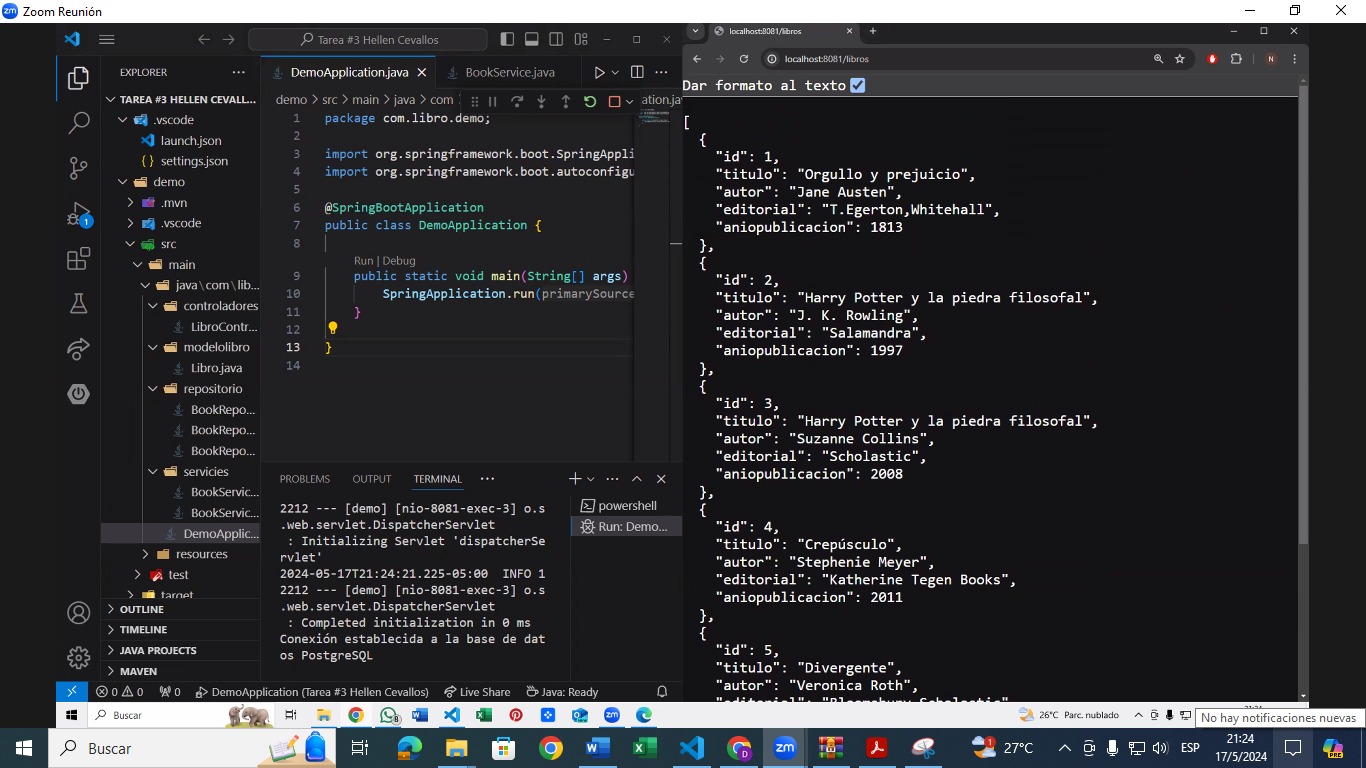 Zoom Reunión
Tarea #3 Hellen Cevallos
EXPLORER
TAREA #3 HELLEN CEVALL...
.vscode
launch.json
settings.json
demo
.mvn
.vscode
src
main
java\com\lib...
controladores
LibroContr...
modelolibro
Libro.java
repositorio
BookRepo...
BookRepo...
BookRepo...
servicies
BookServic...
BookServic...
DemoApplic...
resources
test
target
OUTLINE
TIMELINE
JAVA PROJECTS
MAVEN
DemoApplication.java
BookService.java
demo > src > main > java > com
ation.java
1 package com.libro.demo;
2
3 import org.springframework.boot.SpringAppli
4 import org.springframework.boot.autoconfigu
5
6 @SpringBootApplication
7 public class DemoApplication {
8
Run | Debug
9 public static void main(String[] args)
10 SpringApplication.run(primarySource
11 }
12
13 }
14
PROBLEMS OUTPUT TERMINAL
2212 --- [demo] [nio-8081-exec-3] o.s
.web.servlet.DispatcherServlet
: Initializing Servlet 'dispatcherSe
rvlet'
2024-05-17T21:24:21.225-05:00 INFO 1
2212 --- [demo] [nio-8081-exec-3] o.s
.web.servlet.DispatcherServlet
: Completed initialization in 0 ms
Conexión establecida a la base de dat
os PostgreSQL
powershell
Run: Demo...
0 0 0 DemoApplication (Tarea #3 Hellen Cevallos) Live Share Java: Ready
localhost:8081/libros
localhost:8081/libros
N
Dar formato al texto
[
{
"id": 1,
"titulo": "Orgullo y prejuicio",
"autor": "Jane Austen",
"editorial": "T.Egerton,Whitehall",
"aniopublicacion": 1813
},
{
"id": 2,
"titulo": "Harry Potter y la piedra filosofal",
"autor": "J. K. Rowling",
"editorial": "Salamandra",
"aniopublicacion": 1997
},
{
"id": 3,
"titulo": "Harry Potter y la piedra filosofal",
"autor": "Suzanne Collins",
"editorial": "Scholastic",
"aniopublicacion": 2008
},
{
"id": 4,
"titulo": "Crepúsculo",
"autor": "Stephenie Meyer",
"editorial": "Katherine Tegen Books",
"aniopublicacion": 2011
},
{
"id": 5,
"titulo": "Divergente",
"autor": "Veronica Roth",
"editorial": "Bloomsbury Scholastic"
Buscar
26°C Parc. nublado
No hay notificaciones nuevas
Buscar
27°C
ESP
21:24
17/5/2024